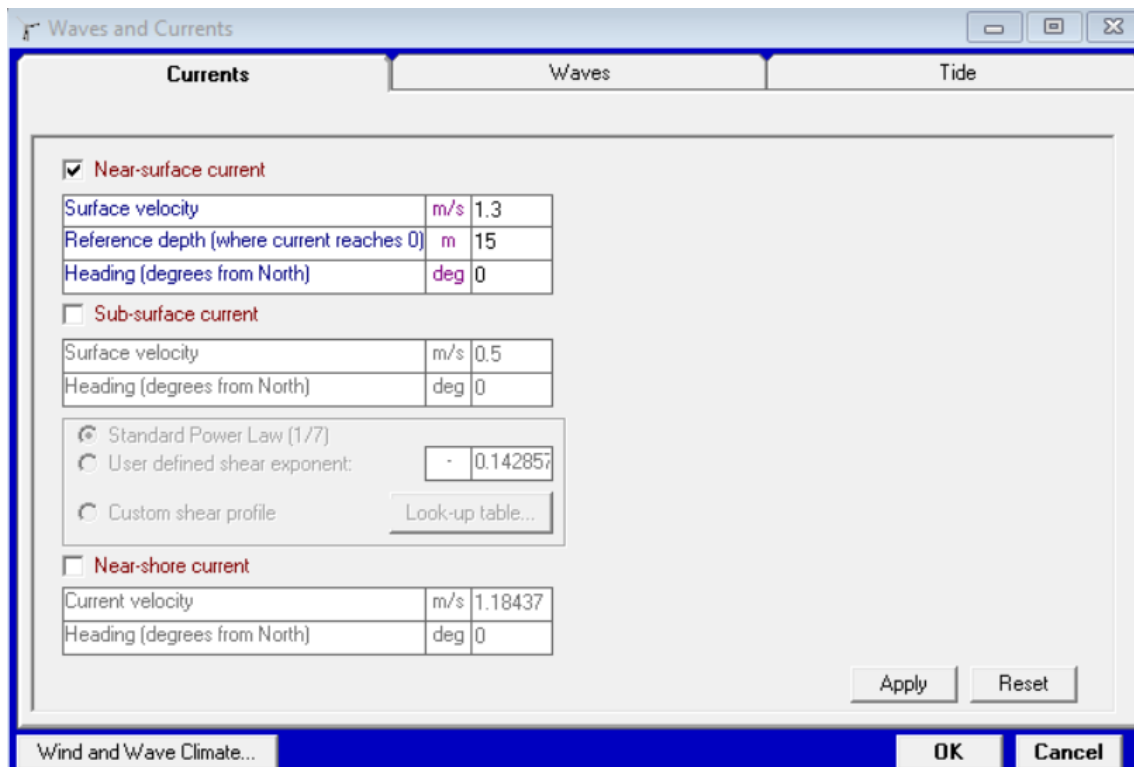 Waves and Currents
Currents Waves Tide
Near-surface current
Surface velocity m/s 1.3
Reference depth (where current reaches 0) m 15
Heading (degrees from North) deg 0
Sub-surface current
Surface velocity m/s 0.5
Heading (degrees from North) deg 0
Standard Power Law (1/7)
User defined shear exponent: - 0.142857
Custom shear profile Look-up table...
Near-shore current
Current velocity m/s 1.18437
Heading (degrees from North) deg 0
Apply Reset
Wind and Wave Climate... OK Cancel